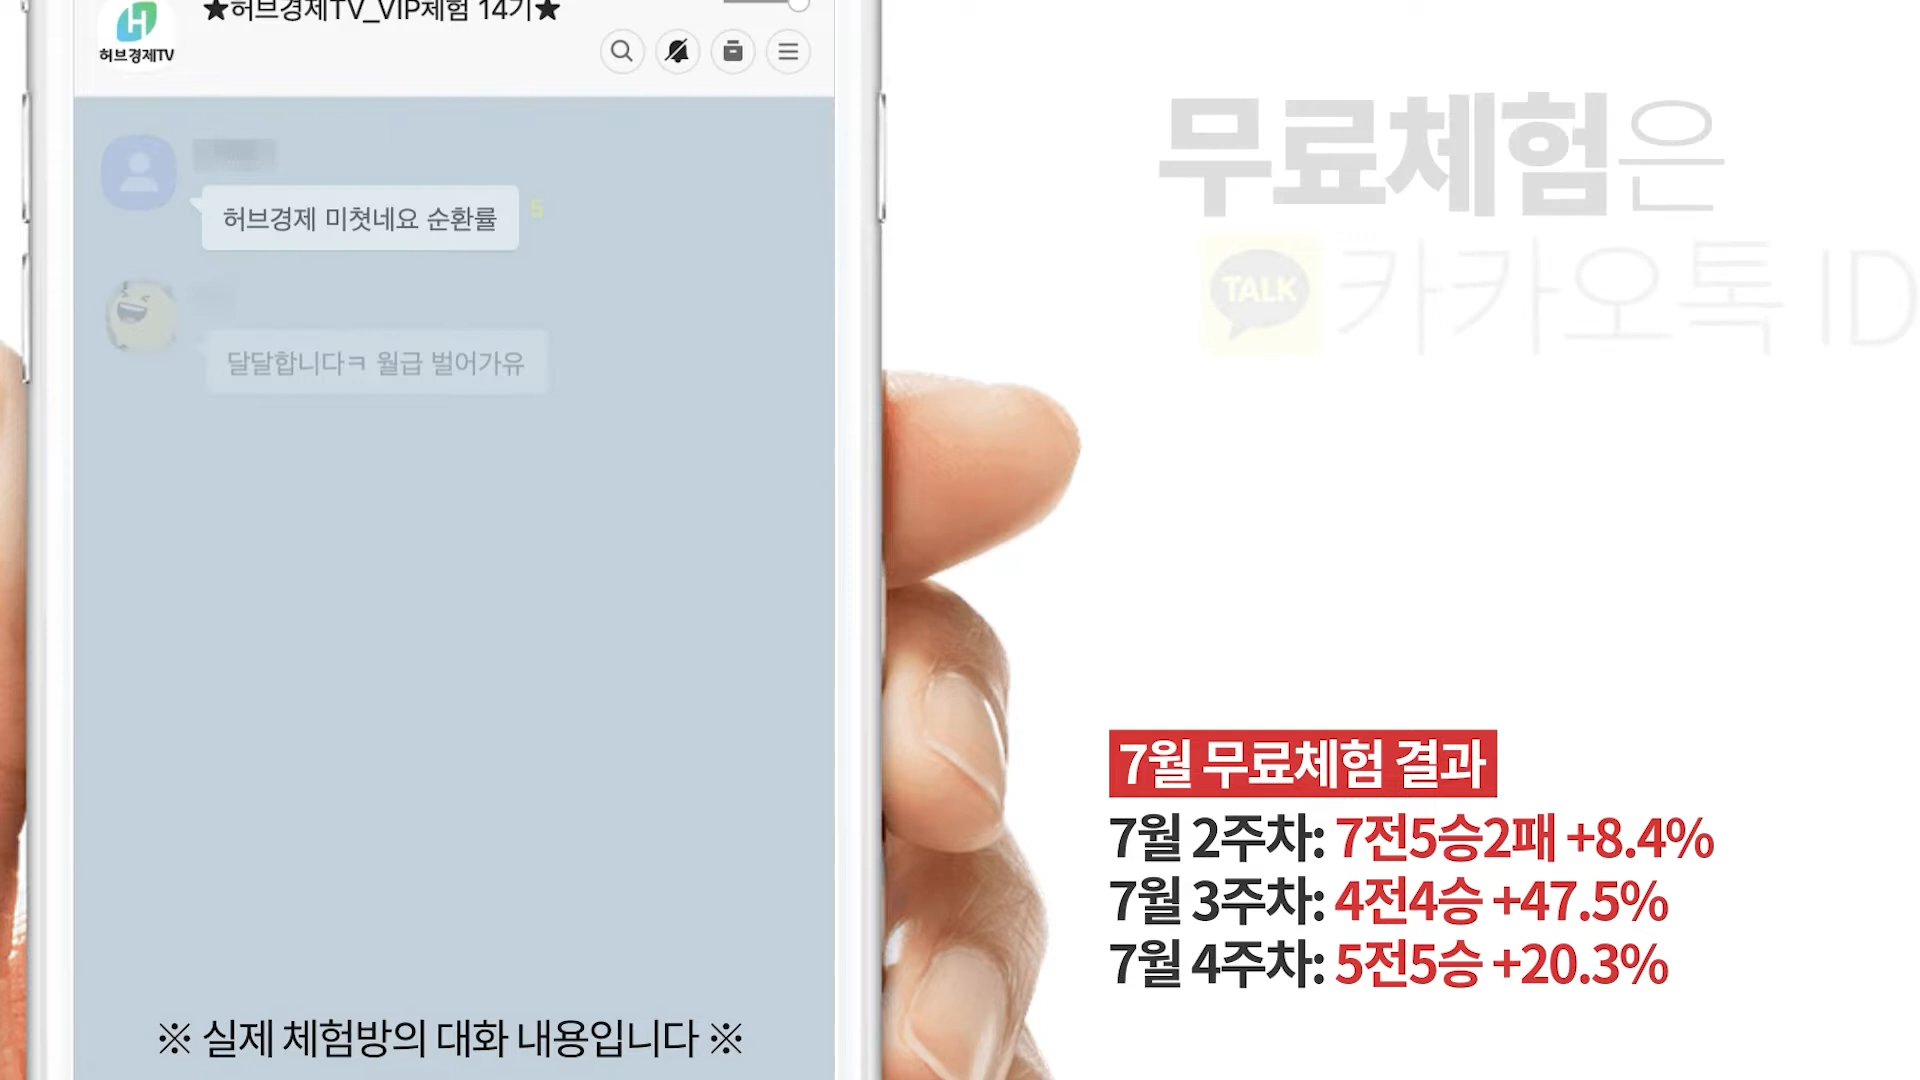 ★허브경제TV_VIP체험 14기★
허브경제TV
허브경제 미쳣네요 순환률
5
달달합니다ㅋ 월급 벌어가유
※ 실제 체험방의 대화 내용입니다 ※
무료체험은
TALK 카카오톡 ID
7월 무료체험 결과
7월 2주차: 7전5승2패 +8.4%
7월 3주차: 4전4승 +47.5%
7월 4주차: 5전5승 +20.3%